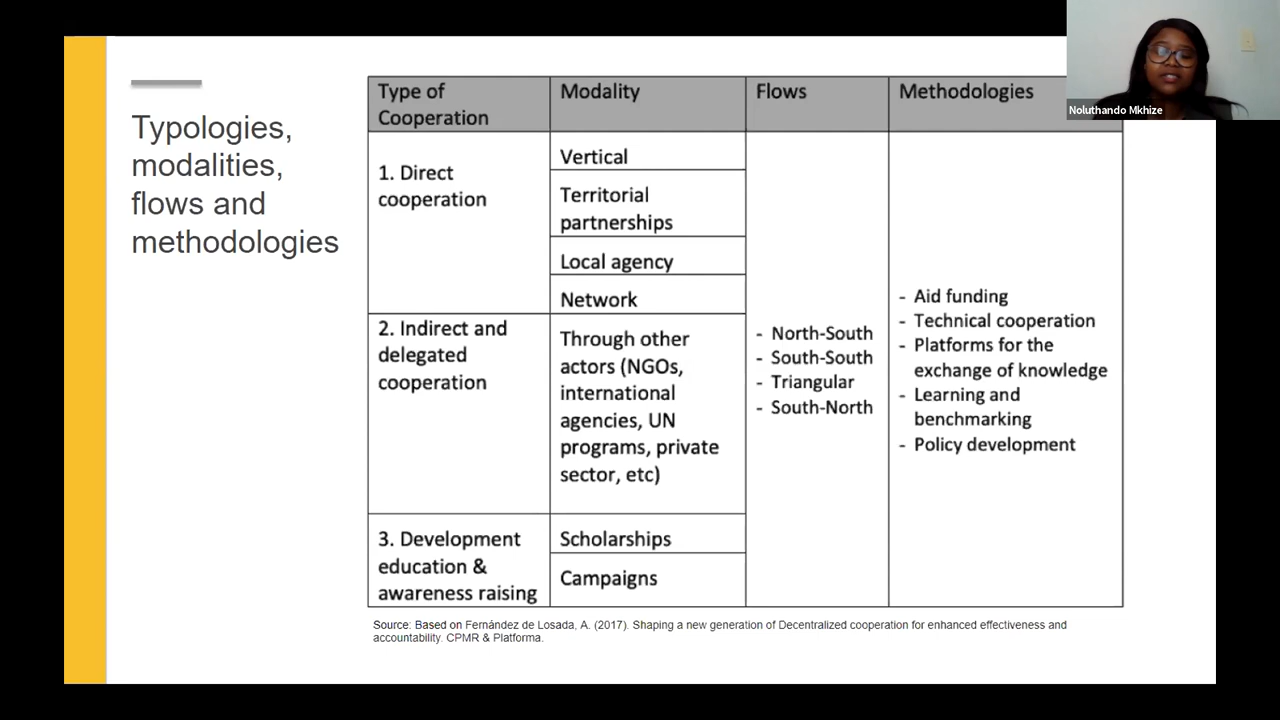 Typologies,
modalities,
flows and
methodologies
Type of
Cooperation
Modality
Flows
Methodologies
1. Direct
cooperation
Vertical
Territorial
partnerships
Local agency
Network
2. Indirect and
delegated
cooperation
Through other
actors (NGOs,
international
agencies, UN
programs, private
sector, etc)
3. Development
education &
awareness raising
Scholarships
Campaigns
- North-South
- South-South
- Triangular
- South-North
- Aid funding
- Technical cooperation
- Platforms for the
exchange of knowledge
- Learning and
benchmarking
- Policy development
Source: Based on Fernández de Losada, A. (2017). Shaping a new generation of Decentralized cooperation for enhanced effectiveness and
accountability. CPMR & Platforma.
Noluthando Mkhize